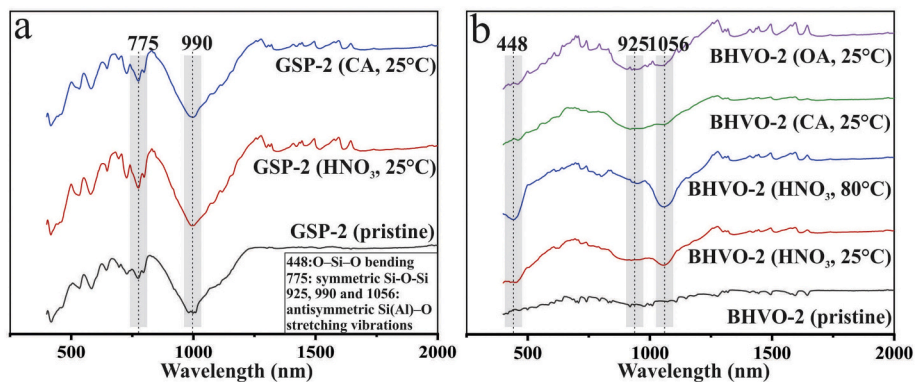 a
775
990
GSP-2 (CA, 25°C)
GSP-2 (HNO₃, 25°C)
GSP-2 (pristine)
448:O–Si–O bending
775: symmetric Si-O-Si
925, 990 and 1056:
antisymmetric Si(Al)–O
stretching vibrations
500
1000
1500
2000
Wavelength (nm)
b
448
925
1056
BHVO-2 (OA, 25°C)
BHVO-2 (CA, 25°C)
BHVO-2 (HNO₃, 80°C)
BHVO-2 (HNO₃, 25°C)
BHVO-2 (pristine)
500
1000
1500
2000
Wavelength (nm)